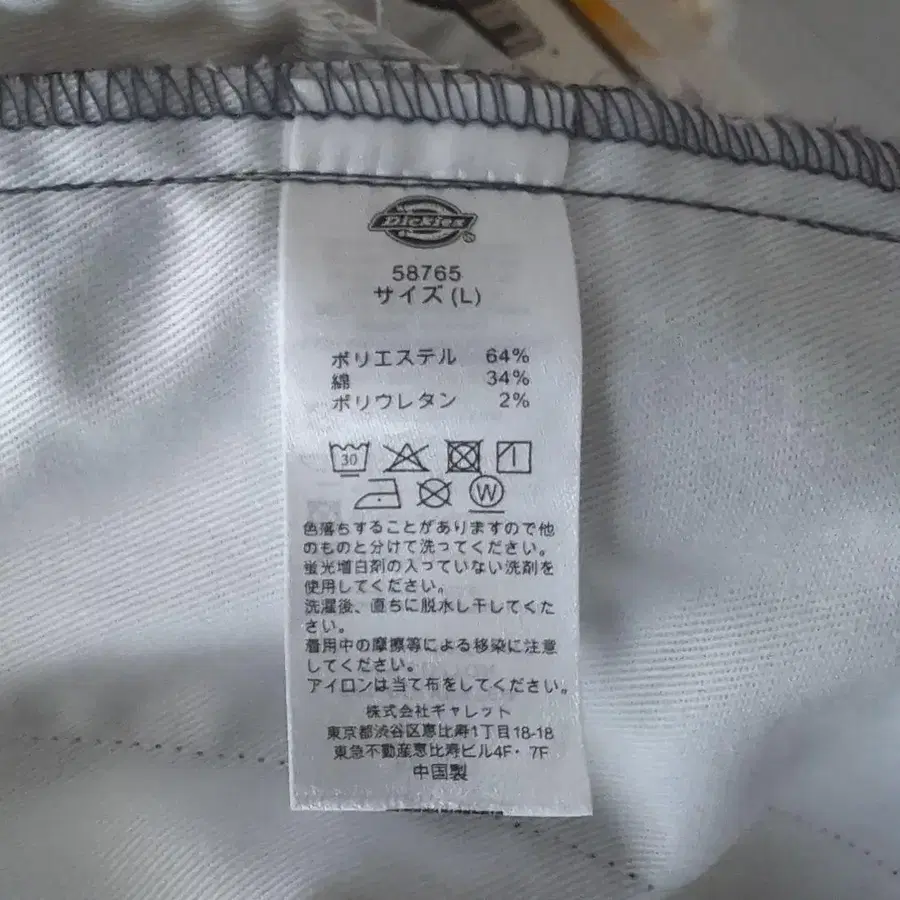 Dickies®
58765
サイズ(L)
ポリエステル 64%
綿 34%
ポリウレタン 2%
30
W
色落ちすることがありますので他
のものと分けて洗ってください。
蛍光増白剤の入っていない洗剤を
使用してください。
洗濯後、直ちに脱水し干してくだ
さい。
着用中の摩擦等による移染に注意
してください。
アイロンは当て布をしてください。
株式会社ギャレット
東京都渋谷区恵比寿1丁目18-18
東急不動産恵比寿ビル4F・7F
中国製